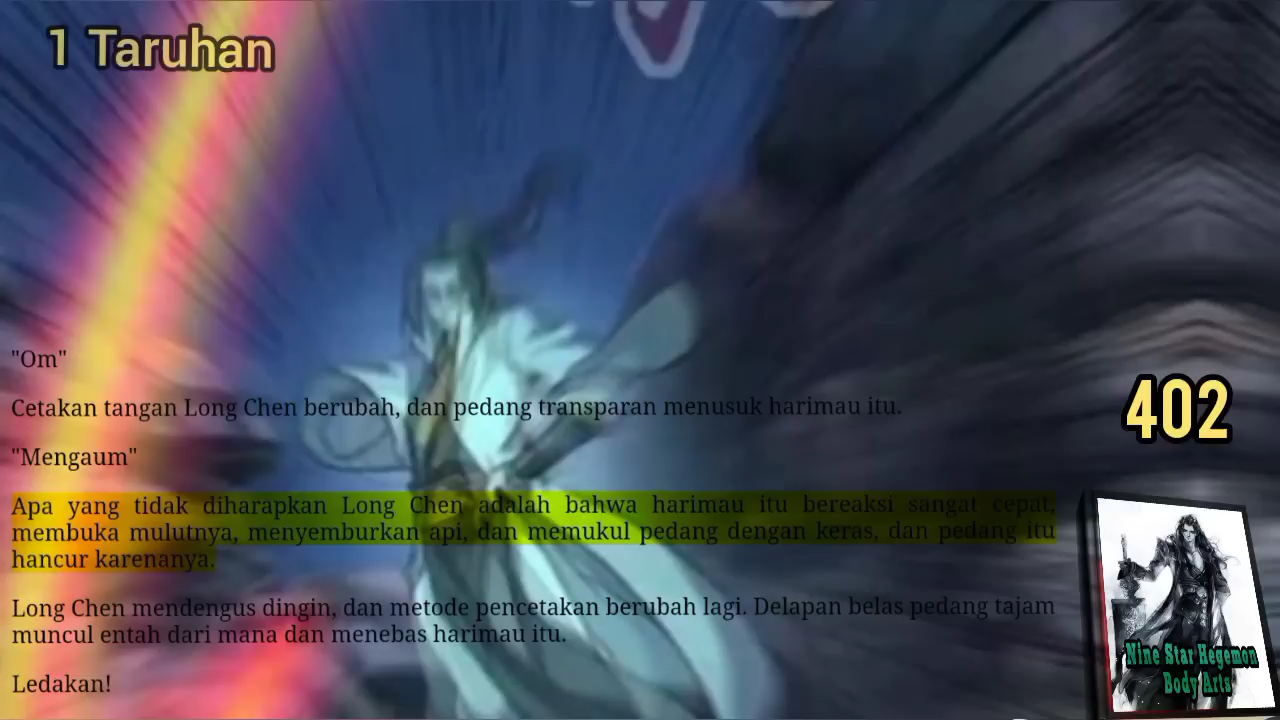 1 Taruhan
"Om"
Cetakan tangan Long Chen berubah, dan pedang transparan menusuk harimau itu.
"Mengaum"
Apa yang tidak diharapkan Long Chen adalah bahwa harimau itu bereaksi sangat cepat,
membuka mulutnya, menyemburkan api, dan memukul pedang dengan keras, dan pedang itu
hancur karenanya.
Long Chen mendengus dingin, dan metode pencetakan berubah lagi. Delapan belas pedang tajam
muncul entah dari mana dan menebas harimau itu.
Ledakan!
402
Nine Star Hegemon
Body Arts